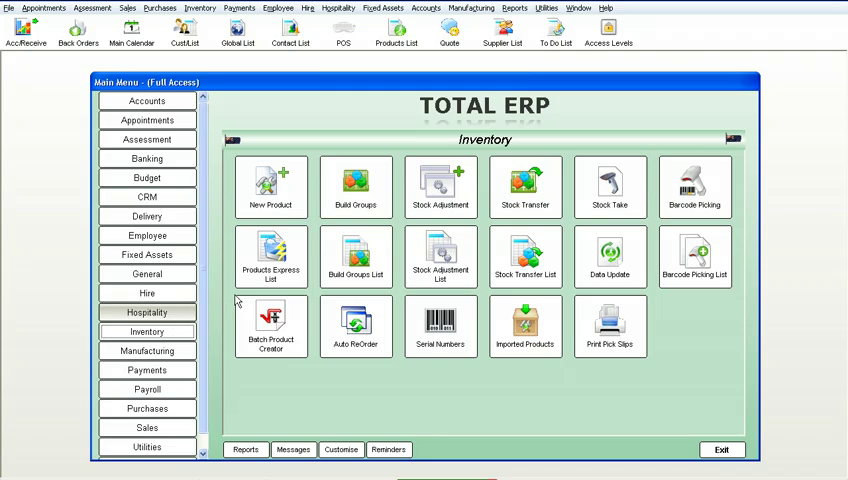 File Appointments Assessment Sales Purchases Inventory Payments Employee Hire Hospitality Fixed Assets Accounts Manufacturing Reports Utilities Window Help
Acc/Receive Back Orders Main Calendar Cust/List Global List Contact List POS Products List Quote Supplier List To Do List Access Levels
Main Menu - (Full Access)
Accounts
Appointments
Assessment
Banking
Budget
CRM
Delivery
Employee
Fixed Assets
General
Hire
Hospitality
Inventory
Manufacturing
Payments
Payroll
Purchases
Sales
Utilities
TOTAL ERP
Inventory
New Product Build Groups Stock Adjustment Stock Transfer Stock Take Barcode Picking
Products Express List Build Groups List Stock Adjustment List Stock Transfer List Data Update Barcode Picking List
Batch Product Creator Auto ReOrder Serial Numbers Imported Products Print Pick Slips
Reports Messages Customise Reminders Exit